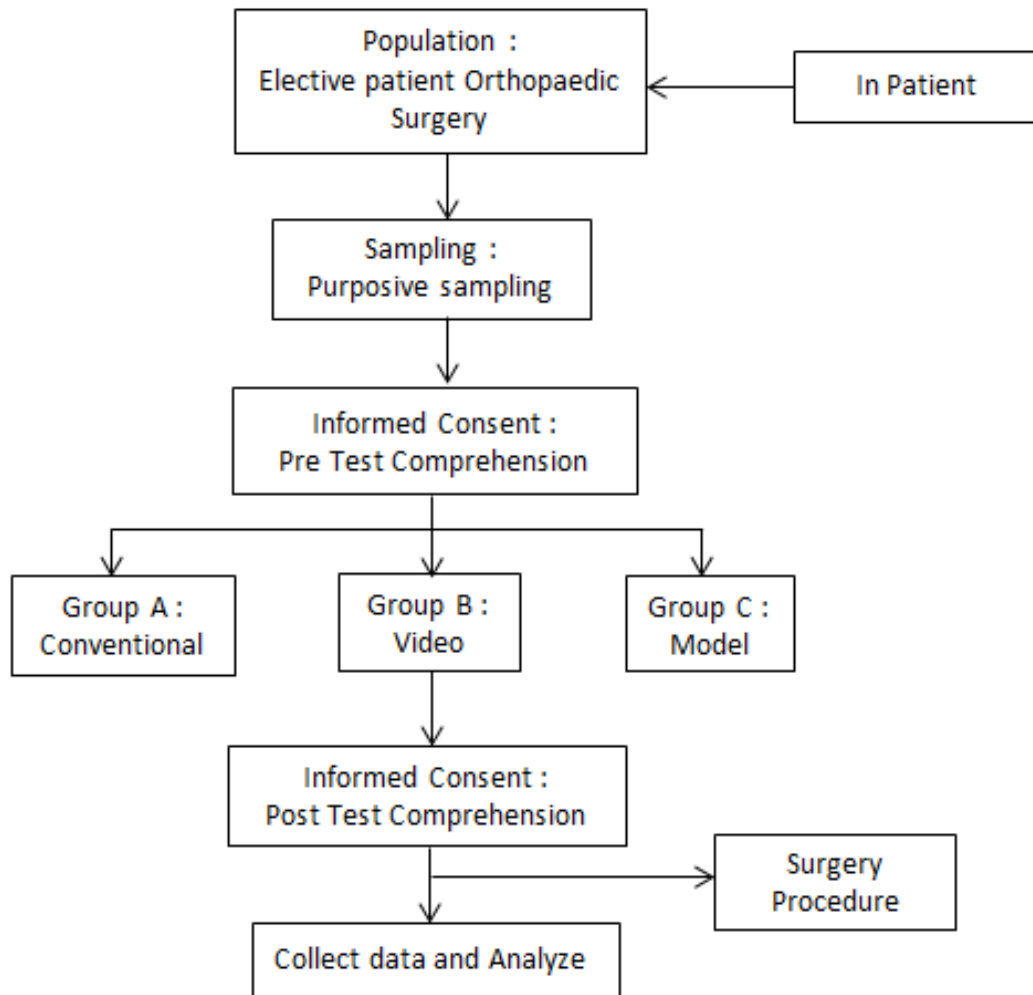 Population :
Elective patient Orthopaedic
Surgery
In Patient
Sampling :
Purposive sampling
Informed Consent :
Pre Test Comprehension
Group A :
Conventional
Group B :
Video
Group C :
Model
Informed Consent :
Post Test Comprehension
Surgery
Procedure
Collect data and Analyze